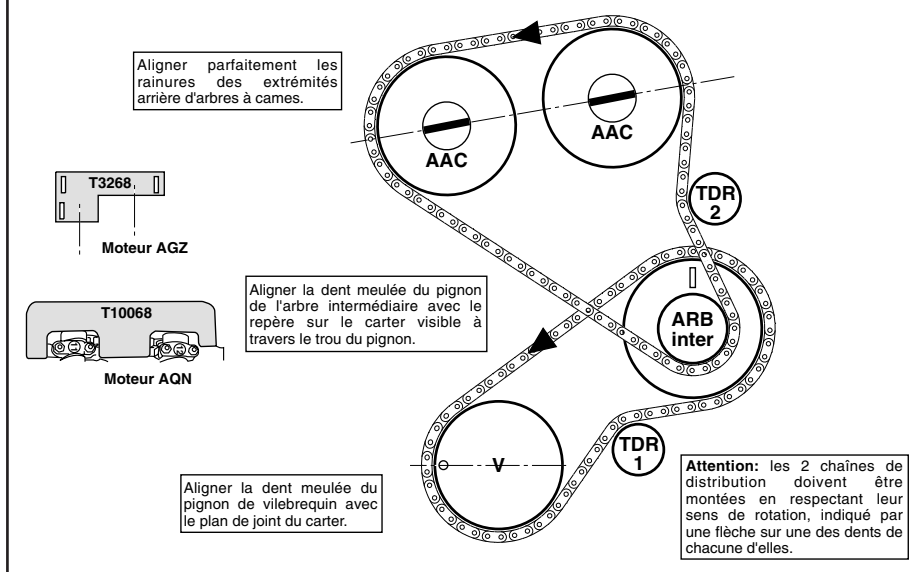 Aligner parfaitement les
rainures des extrémités
arrière d'arbres à cames.
AAC
AAC
T3268
Moteur AGZ
TDR
2
T10068
Moteur AQN
Aligner la dent meulée du pignon
de l'arbre intermédiaire avec le
repère sur le carter visible à
travers le trou du pignon.
ARB
inter
V
TDR
1
Aligner la dent meulée du
pignon de vilebrequin avec
le plan de joint du carter.
Attention: les 2 chaînes de
distribution doivent être
montées en respectant leur
sens de rotation, indiqué par
une flèche sur une des dents de
chacune d'elles.